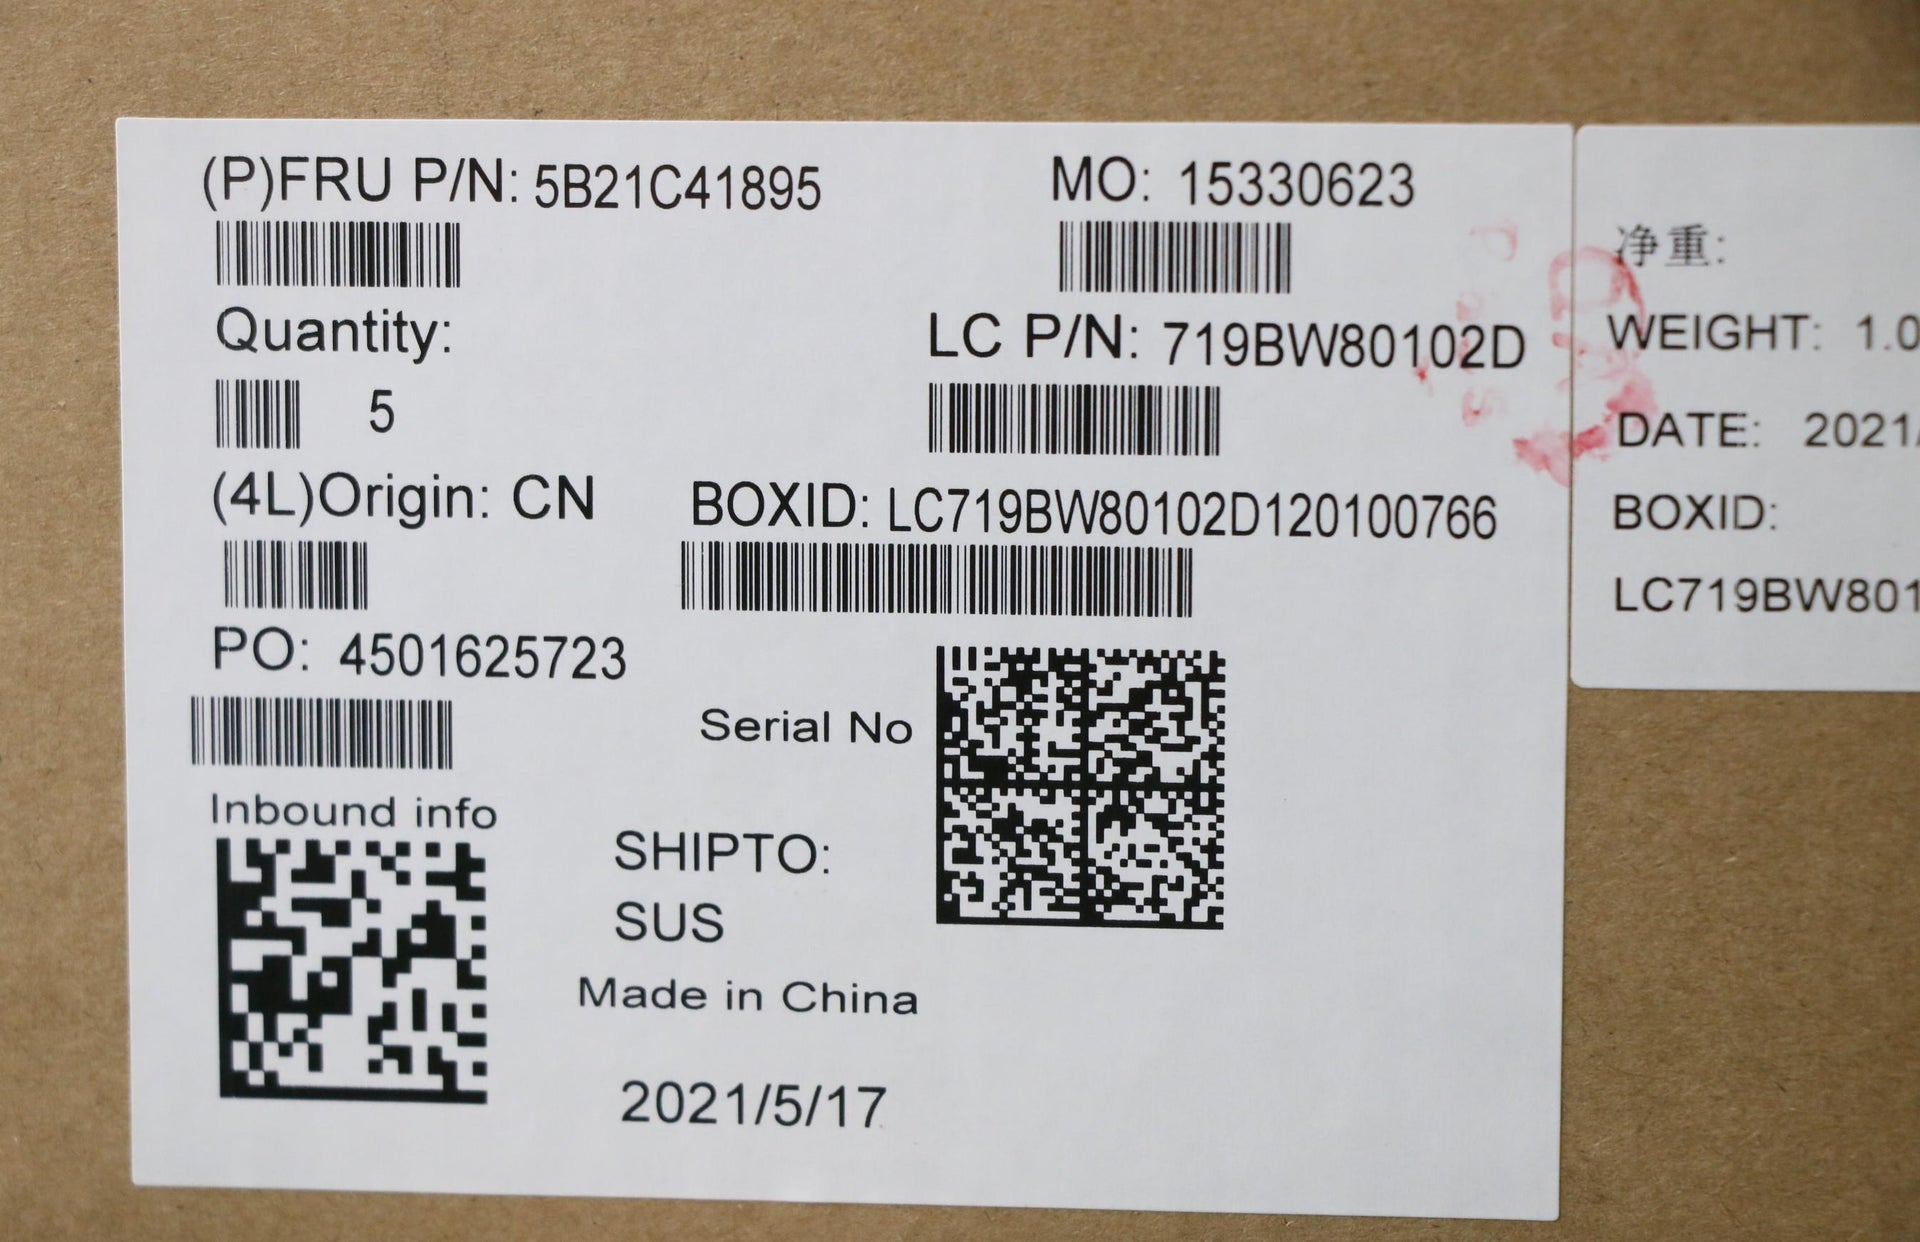 (P)FRU P/N: 5B21C41895
MO: 15330623
Quantity:
5
LC P/N: 719BW80102D
(4L)Origin: CN
BOXID: LC719BW80102D120100766
PO: 4501625723
Serial No
Inbound info
SHIPTO:
SUS
Made in China
2021/5/17
净重:
WEIGHT: 1.0
DATE: 2021/
BOXID:
LC719BW801